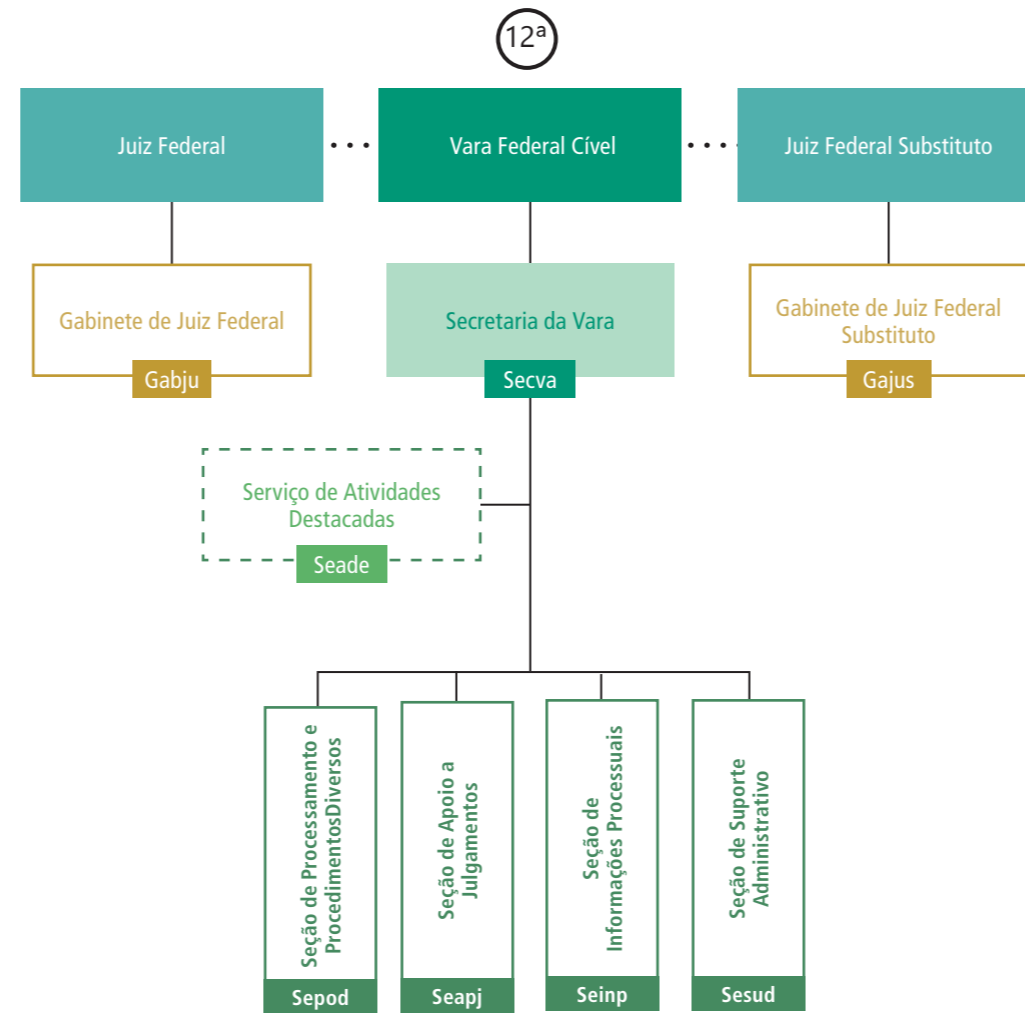 12ª
Juiz Federal
Vara Federal Cível
Juiz Federal Substituto
Gabinete de Juiz Federal
Gabju
Secretaria da Vara
Secva
Gabinete de Juiz Federal
Substituto
Gajus
Serviço de Atividades
Destacadas
Seade
Seção de Processamento e
ProcedimentosDiversos
Sepod
Seção de Apoio a
Julgamentos
Seapj
Seção de
Informações Processuais
Seinp
Seção de Suporte
Administrativo
Sesud